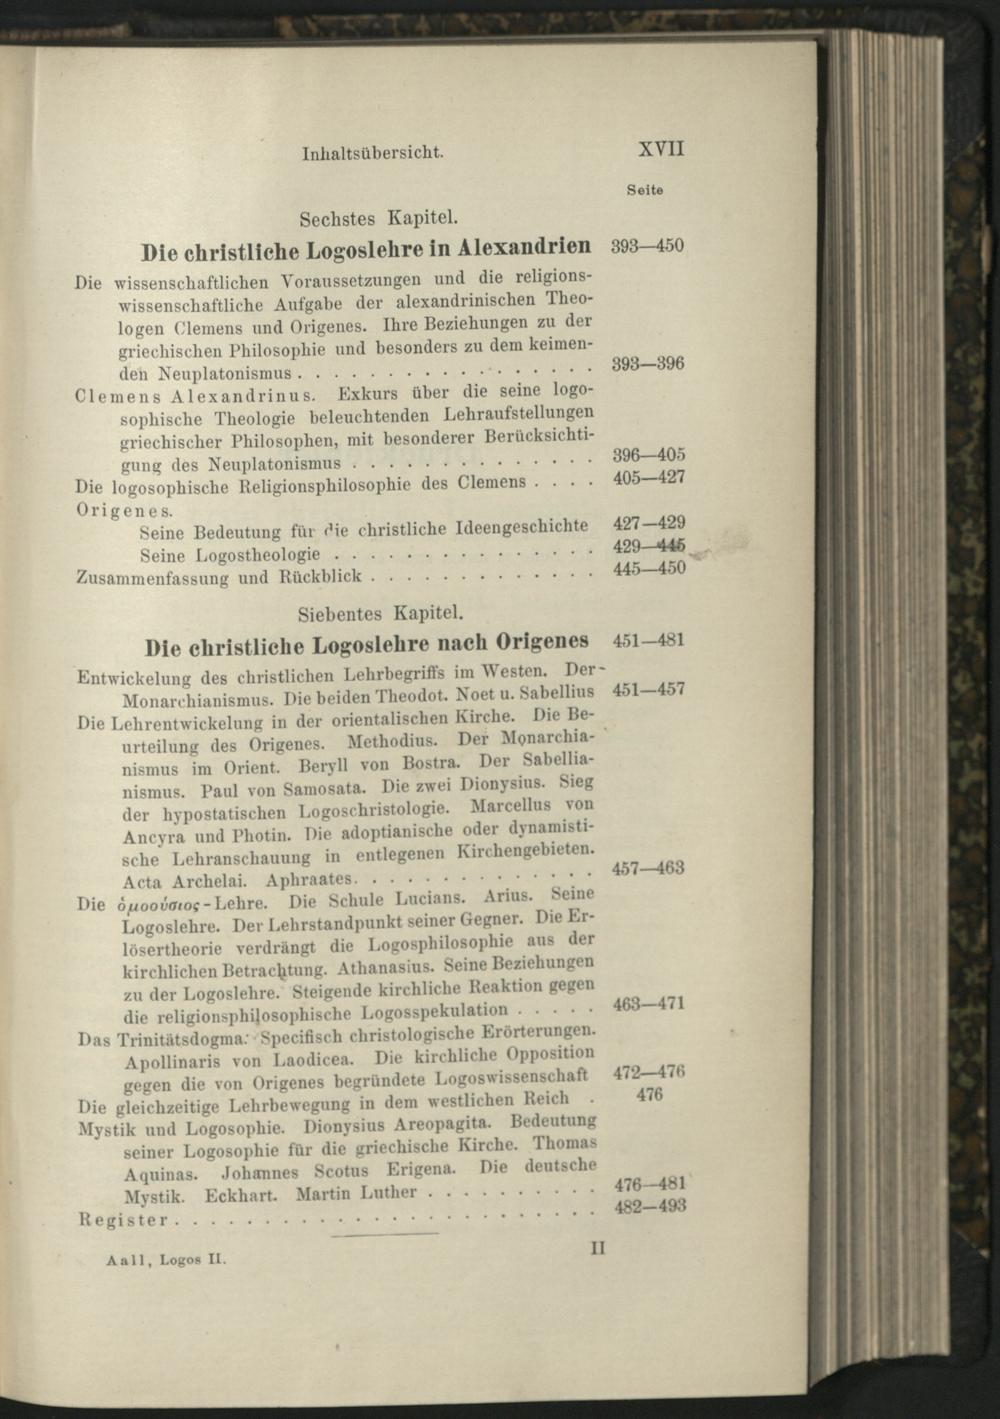 Inhaltsübersicht. XVII
Seite
Sechstes Kapitel.
Die christliche Logoslehre in Alexandrien 393—450
Die wissenschaftlichen Voraussetzungen und die religions-
wissenschaftliche Aufgabe der alexandrinischen Theo-
logen Clemens und Origenes. Ihre Beziehungen zu der
griechischen Philosophie und besonders zu dem keimen-
den Neuplatonismus . . . . . . . . . . . . . . . . . 393—396
Clemens Alexandrinus. Exkurs über die seine logo-
sophische Theologie beleuchtenden Lehraufstellungen
griechischer Philosophen, mit besonderer Berücksichti-
gung des Neuplatonismus . . . . . . . . . . . . . . 396—405
Die logosophische Religionsphilosophie des Clemens . . . . 405—427
Origenes.
Seine Bedeutung für die christliche Ideengeschichte 427—429
Seine Logostheologie . . . . . . . . . . . . . . . 429—445
Zusammenfassung und Rückblick . . . . . . . . . . . . . 445—450
Siebentes Kapitel.
Die christliche Logoslehre nach Origenes 451—481
Entwickelung des christlichen Lehrbegriffs im Westen. Der
Monarchianismus. Die beiden Theodot. Noet u. Sabellius 451—457
Die Lehrentwickelung in der orientalischen Kirche. Die Be-
urteilung des Origenes. Methodius. Der Monarchia-
nismus im Orient. Beryll von Bostra. Der Sabellia-
nismus. Paul von Samosata. Die zwei Dionysius. Sieg
der hypostatischen Logoschristologie. Marcellus von
Ancyra und Photin. Die adoptianische oder dynamisti-
sche Lehranschauung in entlegenen Kirchengebieten.
Acta Archelai. Aphraates. . . . . . . . . . . . . . 457—463
Die ὁμοούσιος-Lehre. Die Schule Lucians. Arius. Seine
Logoslehre. Der Lehrstandpunkt seiner Gegner. Die Er-
lösertheorie verdrängt die Logosphilosophie aus der
kirchlichen Betrachtung. Athanasius. Seine Beziehungen
zu der Logoslehre. Steigende kirchliche Reaktion gegen
die religionsphilosophische Logosspekulation . . . . . 463—471
Das Trinitätsdogma. Specifisch christologische Erörterungen.
Apollinaris von Laodicea. Die kirchliche Opposition
gegen die von Origenes begründete Logoswissenschaft 472—476
Die gleichzeitige Lehrbewegung in dem westlichen Reich . 476
Mystik und Logosophie. Dionysius Areopagita. Bedeutung
seiner Logosophie für die griechische Kirche. Thomas
Aquinas. Johannes Scotus Erigena. Die deutsche
Mystik. Eckhart. Martin Luther . . . . . . . . . . 476—481
Register . . . . . . . . . . . . . . . . . . . . . . . . 482—493
Aall, Logos II. II